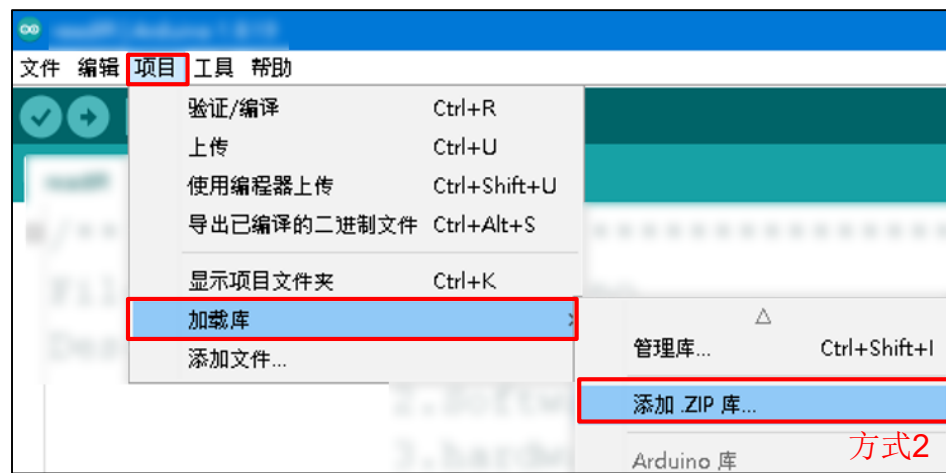 文件 编辑 项目 工具 帮助
验证/编译 Ctrl+R
上传 Ctrl+U
使用编程器上传 Ctrl+Shift+U
导出已编译的二进制文件 Ctrl+Alt+S
显示项目文件夹 Ctrl+K
加载库
添加文件...
管理库... Ctrl+Shift+I
添加 .ZIP 库...
Arduino 库
方式2